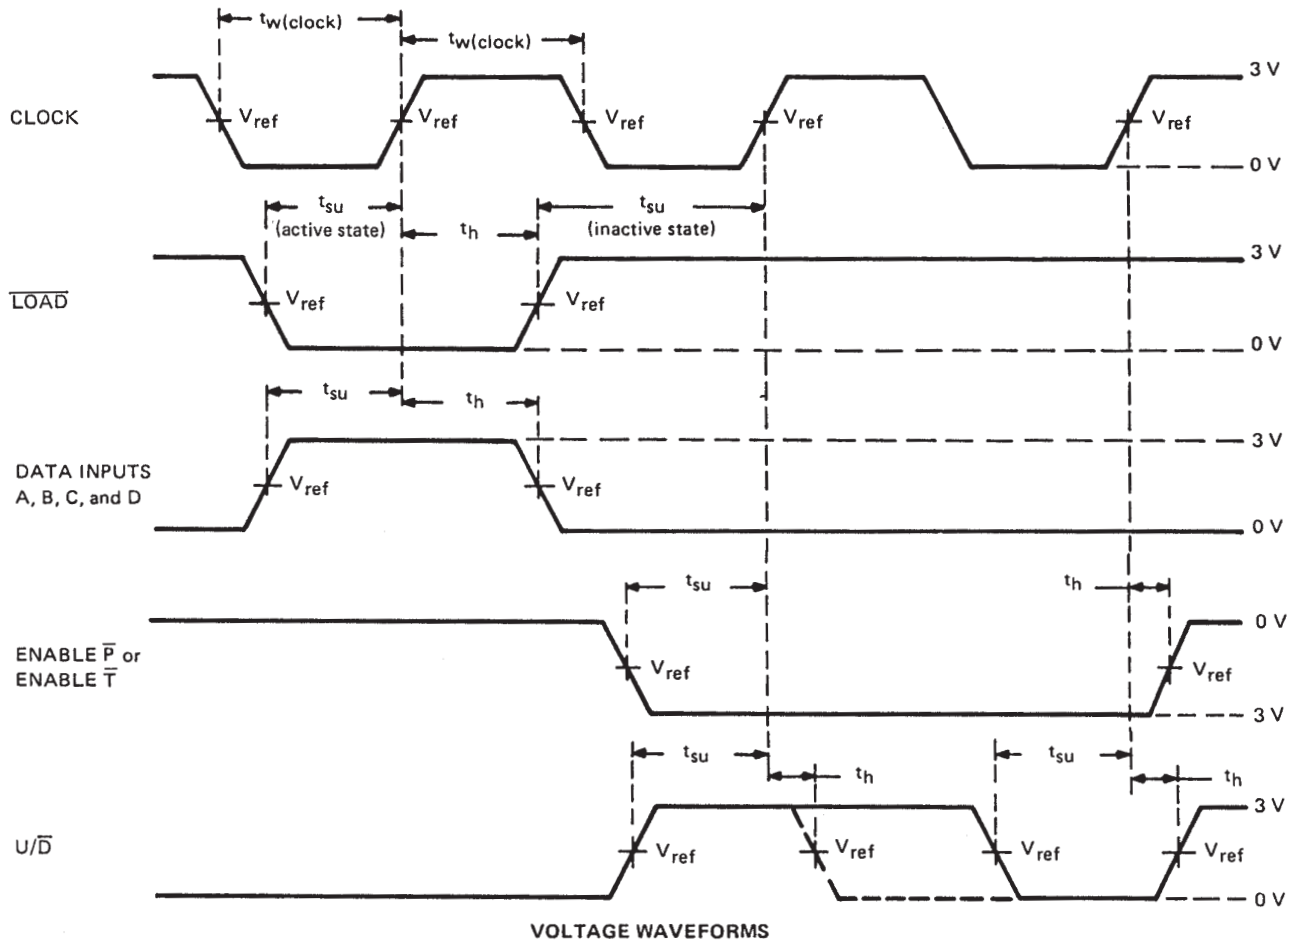 tw(clock)
tw(clock)
3 V
CLOCK
Vref
Vref
Vref
Vref
Vref
0 V
tsu
(active state)
th
tsu
(inactive state)
3 V
LOAD
Vref
Vref
0 V
tsu
th
3 V
DATA INPUTS
A, B, C, and D
Vref
Vref
0 V
tsu
th
0 V
ENABLE P̅ or
ENABLE T̅
Vref
Vref
3 V
tsu
th
tsu
th
3 V
U/D̅
Vref
Vref
Vref
Vref
0 V
VOLTAGE WAVEFORMS